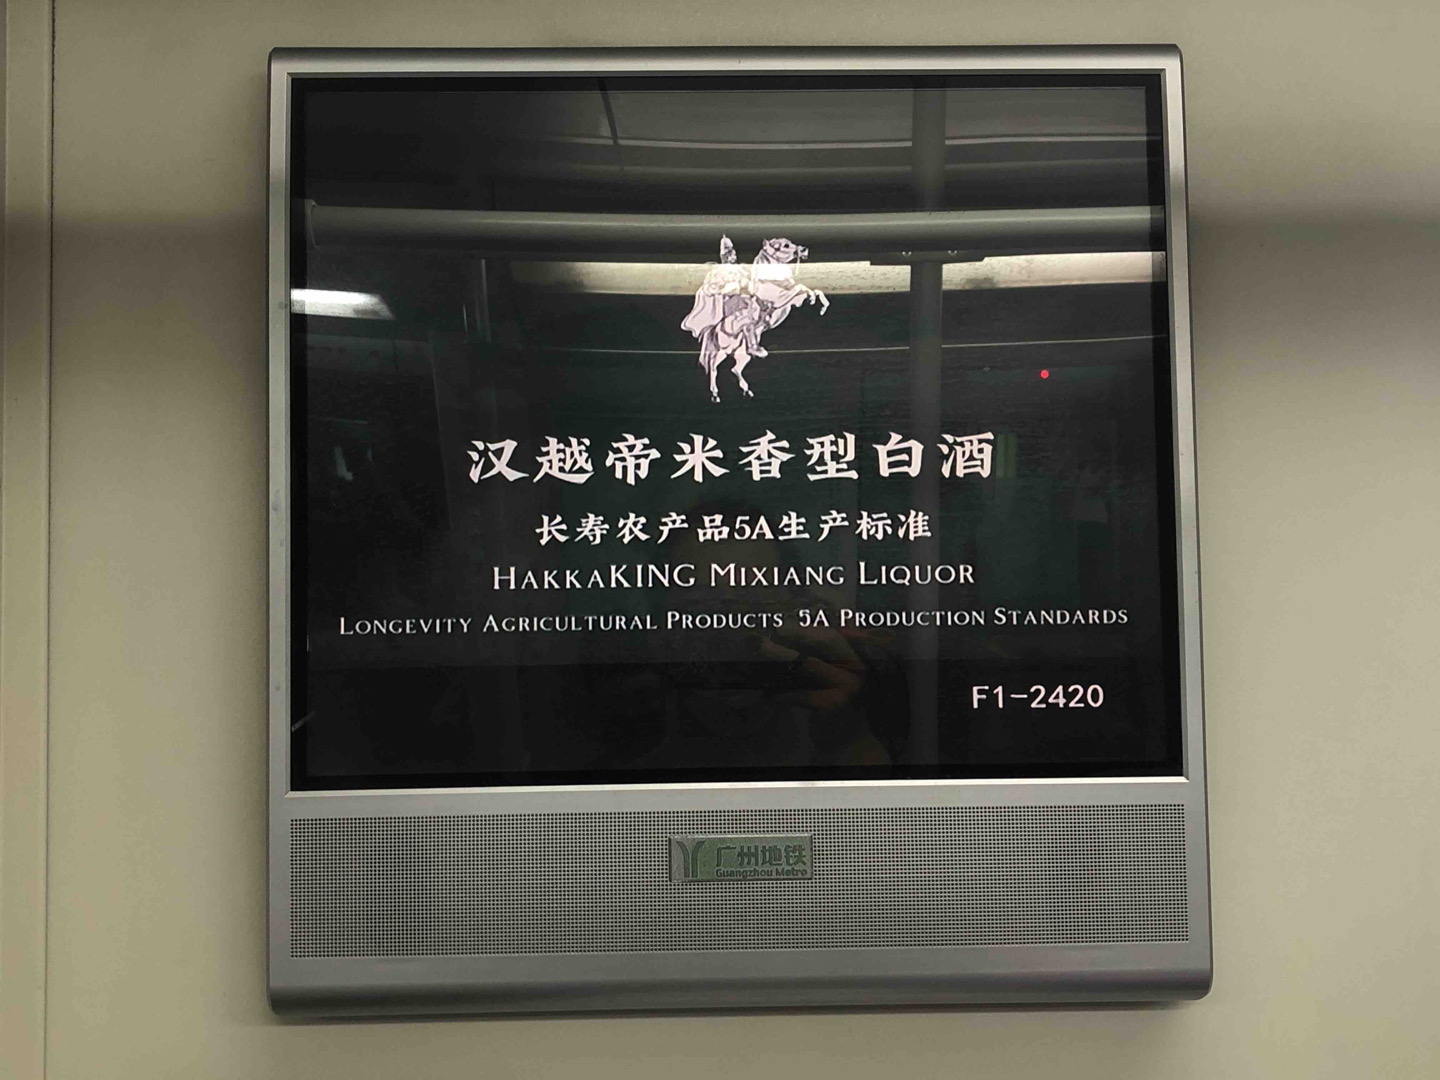 汉越帝米香型白酒
长寿农产品5A生产标准
HAKKAKING MIXIANG LIQUOR
LONGEVITY AGRICULTURAL PRODUCTS 5A PRODUCTION STANDARDS
F1-2420
广州地铁
Guangzhou Metro